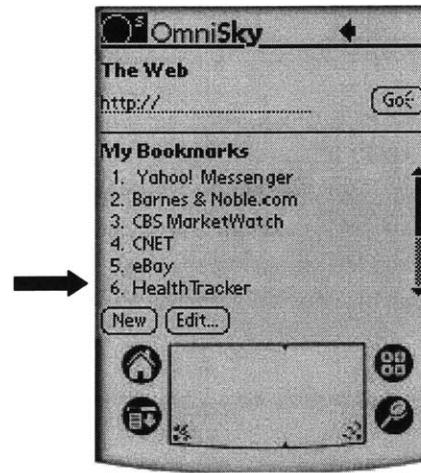 S OmniSky
The Web
http:// Go
My Bookmarks
1. Yahoo! Messenger
2. Barnes & Noble.com
3. CBS MarketWatch
4. CNET
5. eBay
6. HealthTracker
New Edit...